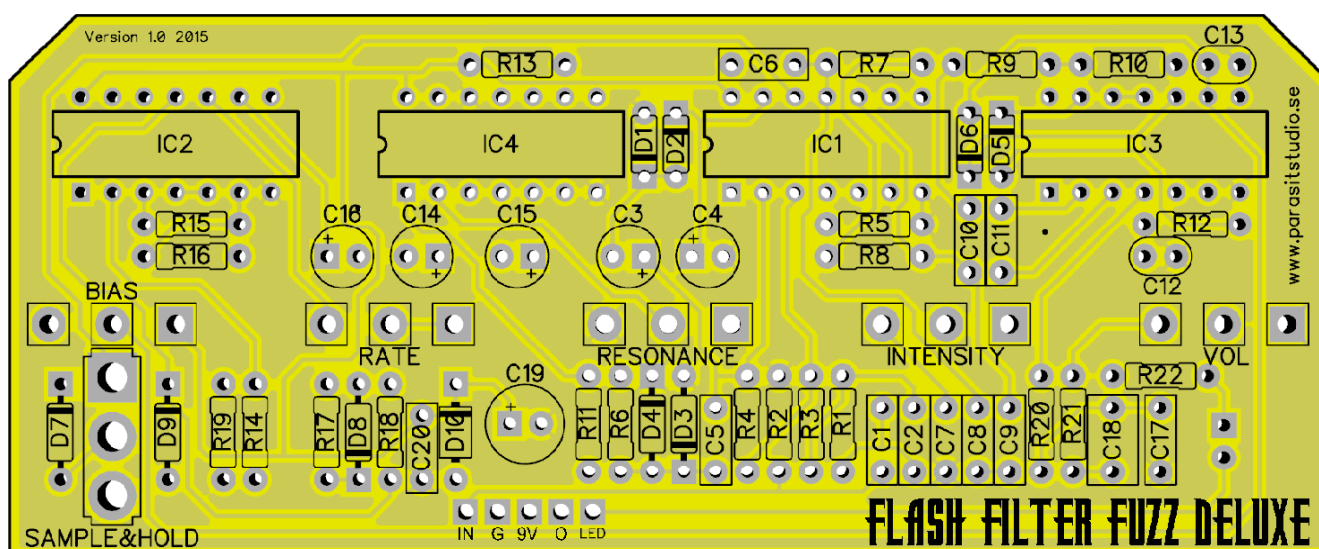 Version 1.0 2015
C13
R13
C6
R7
R9
R10
IC2
IC4
D1
D2
IC1
D6
D5
IC3
www.parasitstudio.se
R15
R16
C16
C14
C15
C3
C4
R5
R8
C10
C11
R12
C12
BIAS
RATE
RESONANCE
INTENSITY
VOL
D7
D9
R19
R14
R17
D8
R18
C20
D10
C19
R11
R6
D4
D3
C5
R4
R2
R3
R1
C1
C2
C7
C8
C9
R20
R21
C18
C17
R22
SAMPLE&HOLD
IN G 9V O LED
FLASH FILTER FUZZ DELUXE